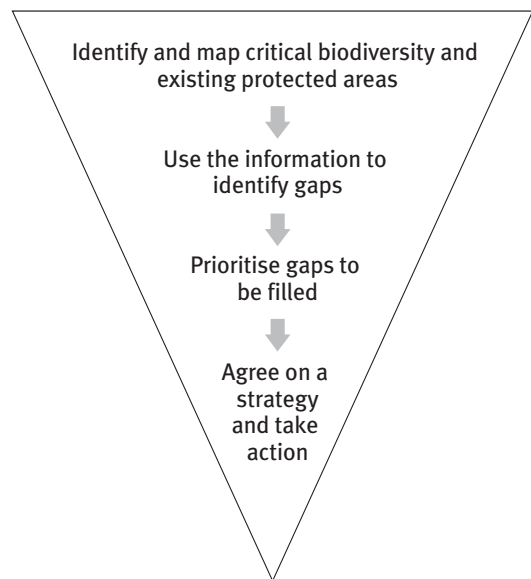 Identify and map critical biodiversity and
existing protected areas
Use the information to
identify gaps
Prioritise gaps to
be filled
Agree on a
strategy
and take
action